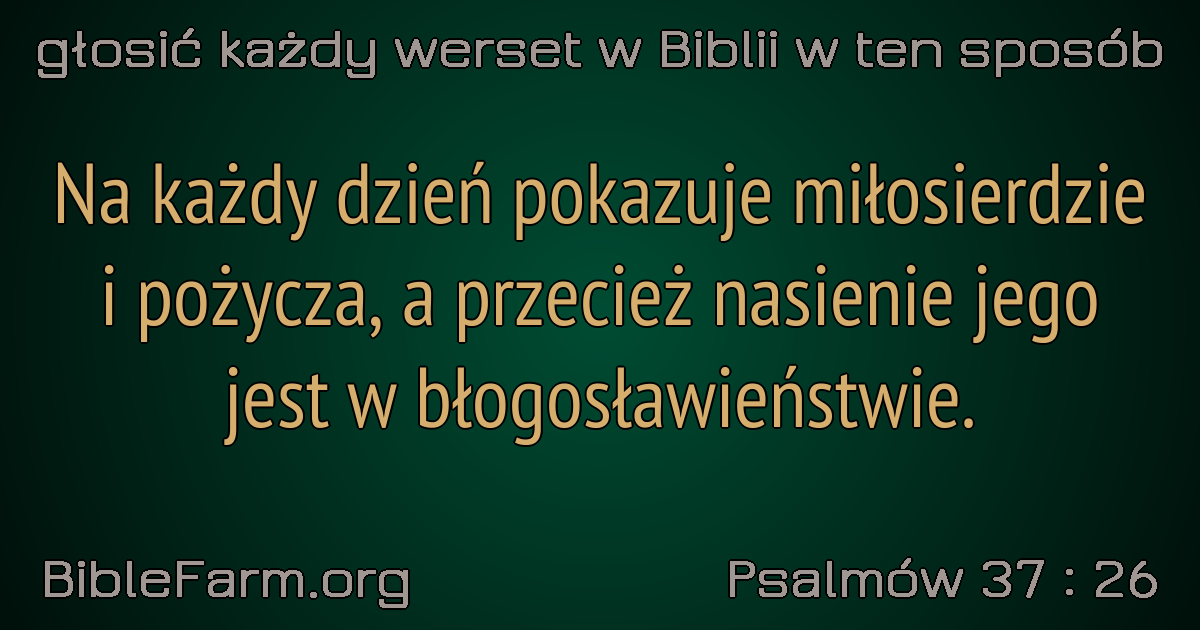 głosić każdy werset w Biblii w ten sposób
Na każdy dzień pokazuje miłosierdzie
i pożycza, a przecież nasienie jego
jest w błogosławieństwie.
BibleFarm.org
Psalmów 37 : 26